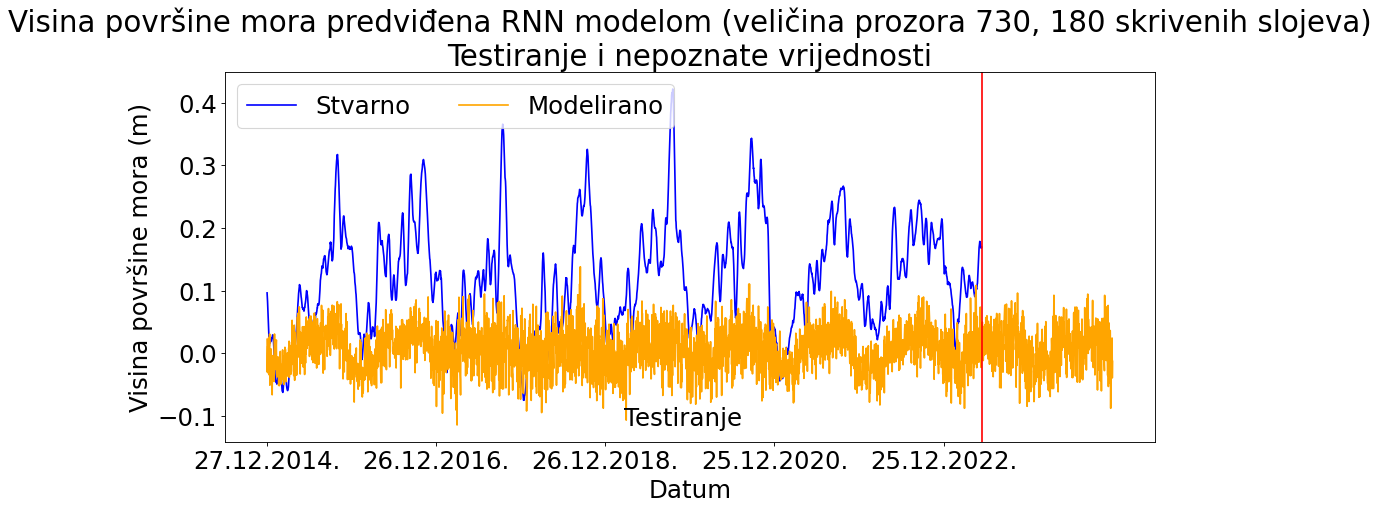 Visina površine mora predviđena RNN modelom (veličina prozora 730, 180 skrivenih slojeva)
Testiranje i nepoznate vrijednosti
Stvarno Modelirano
Visina površine mora (m)
0.4
0.3
0.2
0.1
0.0
−0.1
Testiranje
27.12.2014. 26.12.2016. 26.12.2018. 25.12.2020. 25.12.2022.
Datum